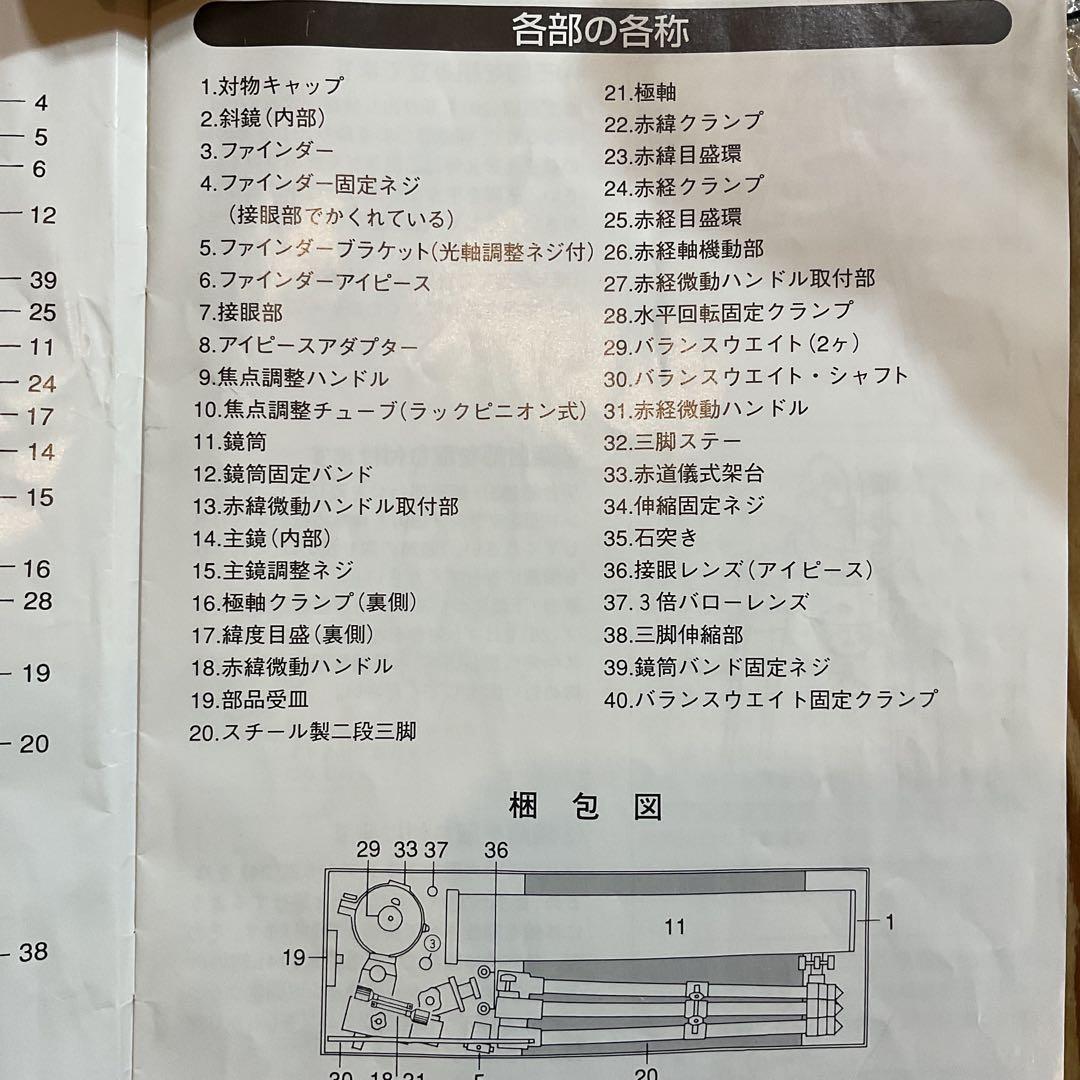 各部の各称
1.対物キャップ
2.斜鏡(内部)
3.ファインダー
4.ファインダー固定ネジ
(接眼部でかくれている)
5.ファインダーブラケット(光軸調整ネジ付)
6.ファインダーアイピース
7.接眼部
8.アイピースアダプター
9.焦点調整ハンドル
10.焦点調整チューブ(ラックピニオン式)
11.鏡筒
12.鏡筒固定バンド
13.赤緯微動ハンドル取付部
14.主鏡(内部)
15.主鏡調整ネジ
16.極軸クランプ(裏側)
17.緯度目盛(裏側)
18.赤緯微動ハンドル
19.部品受皿
20.スチール製二段三脚
21.極軸
22.赤緯クランプ
23.赤緯目盛環
24.赤経クランプ
25.赤経目盛環
26.赤経軸機動部
27.赤経微動ハンドル取付部
28.水平回転固定クランプ
29.バランスウエイト(2ヶ)
30.バランスウエイト・シャフト
31.赤経微動ハンドル
32.三脚ステー
33.赤道儀式架台
34.伸縮固定ネジ
35.石突き
36.接眼レンズ(アイピース)
37.3倍バローレンズ
38.三脚伸縮部
39.鏡筒バンド固定ネジ
40.バランスウエイト固定クランプ
4
5
6
12
39
25
11
24
17
14
15
16
28
19
20
38
梱包図
29 33 37 36
11
1
3
19
30 18 31 5 20